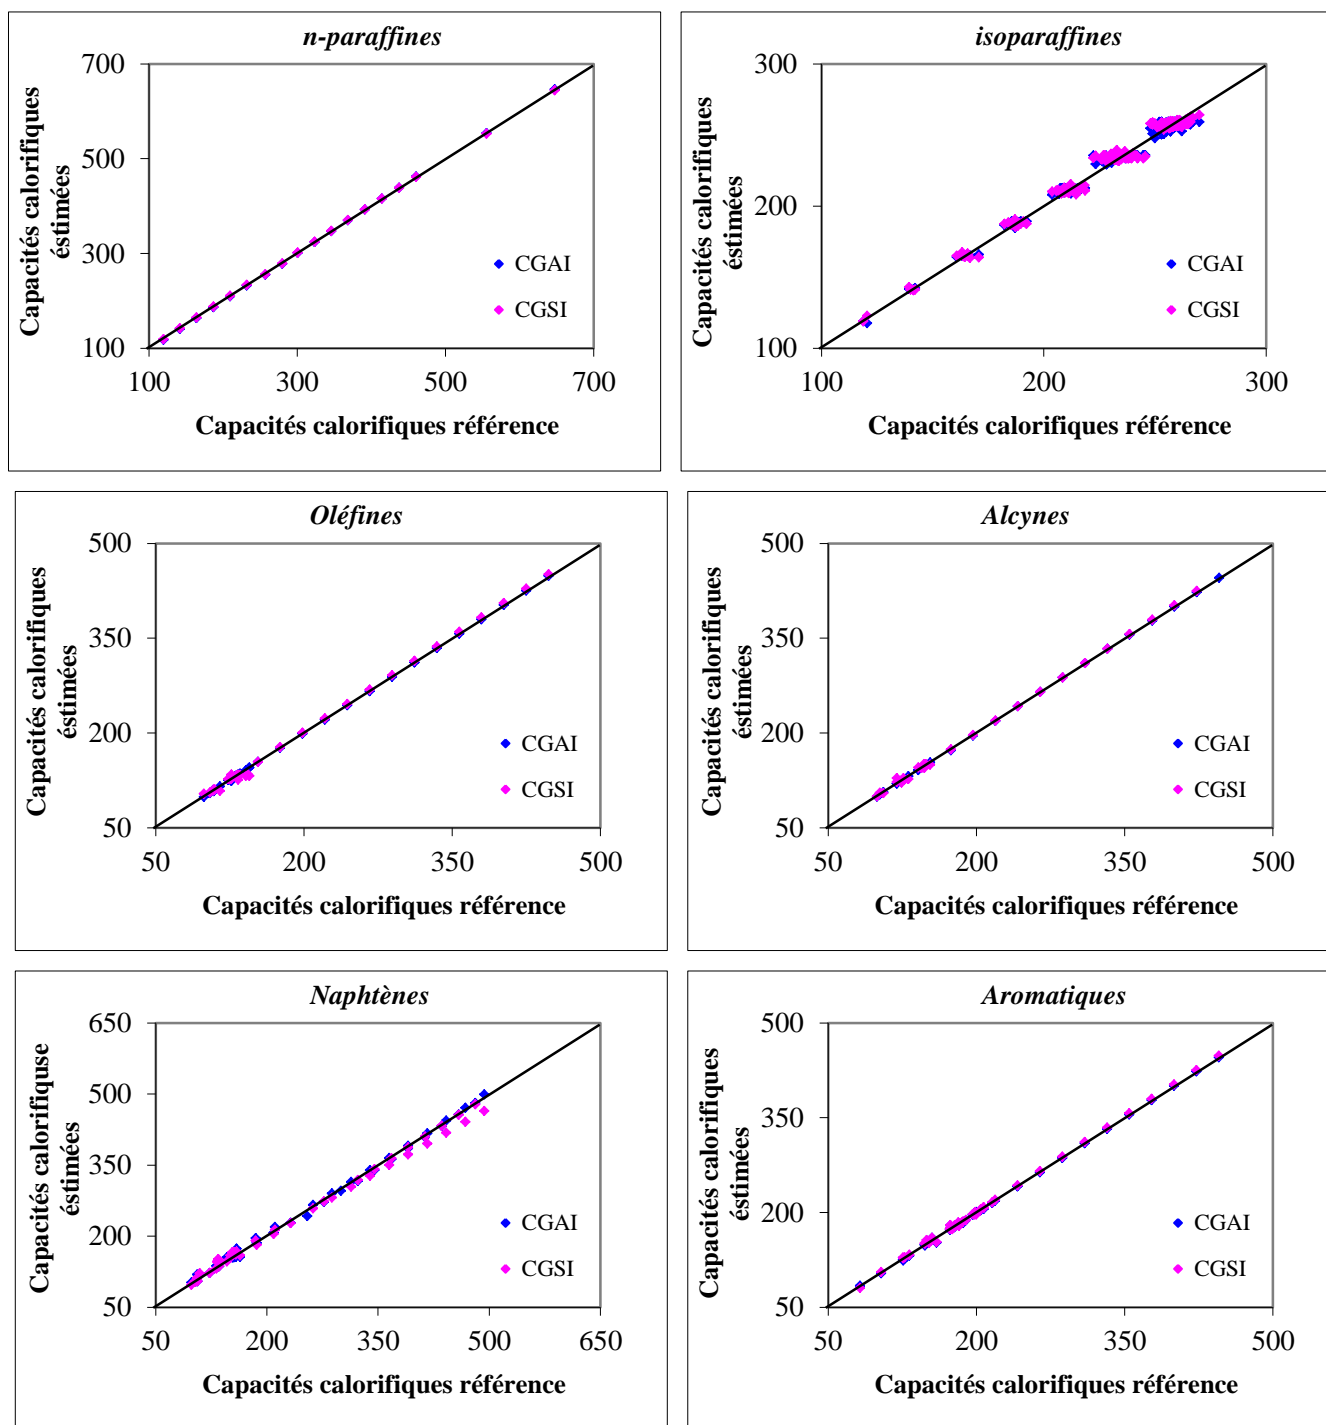 n-paraffines
700
500
300
100
100 300 500 700
Capacités calorifiques
éstimées
Capacités calorifiques référence
CGAI
CGSI
isoparaffines
300
200
100
100 200 300
Capacités calorifiques
éstimées
Capacités calorifiques référence
CGAI
CGSI
Oléfines
500
350
200
50
50 200 350 500
Capacités calorifiques
éstimées
Capacités calorifiques référence
CGAI
CGSI
Alcynes
500
350
200
50
50 200 350 500
Capacités calorifiques
éstimées
Capacités calorifiques référence
CGAI
CGSI
Naphtènes
650
500
350
200
50
50 200 350 500 650
Capacités calorifiquse
éstimées
Capacités calorifiques référence
CGAI
CGSI
Aromatiques
500
350
200
50
50 200 350 500
Capacités calorifiques
éstimées
Capacités calorifiques référence
CGAI
CGSI